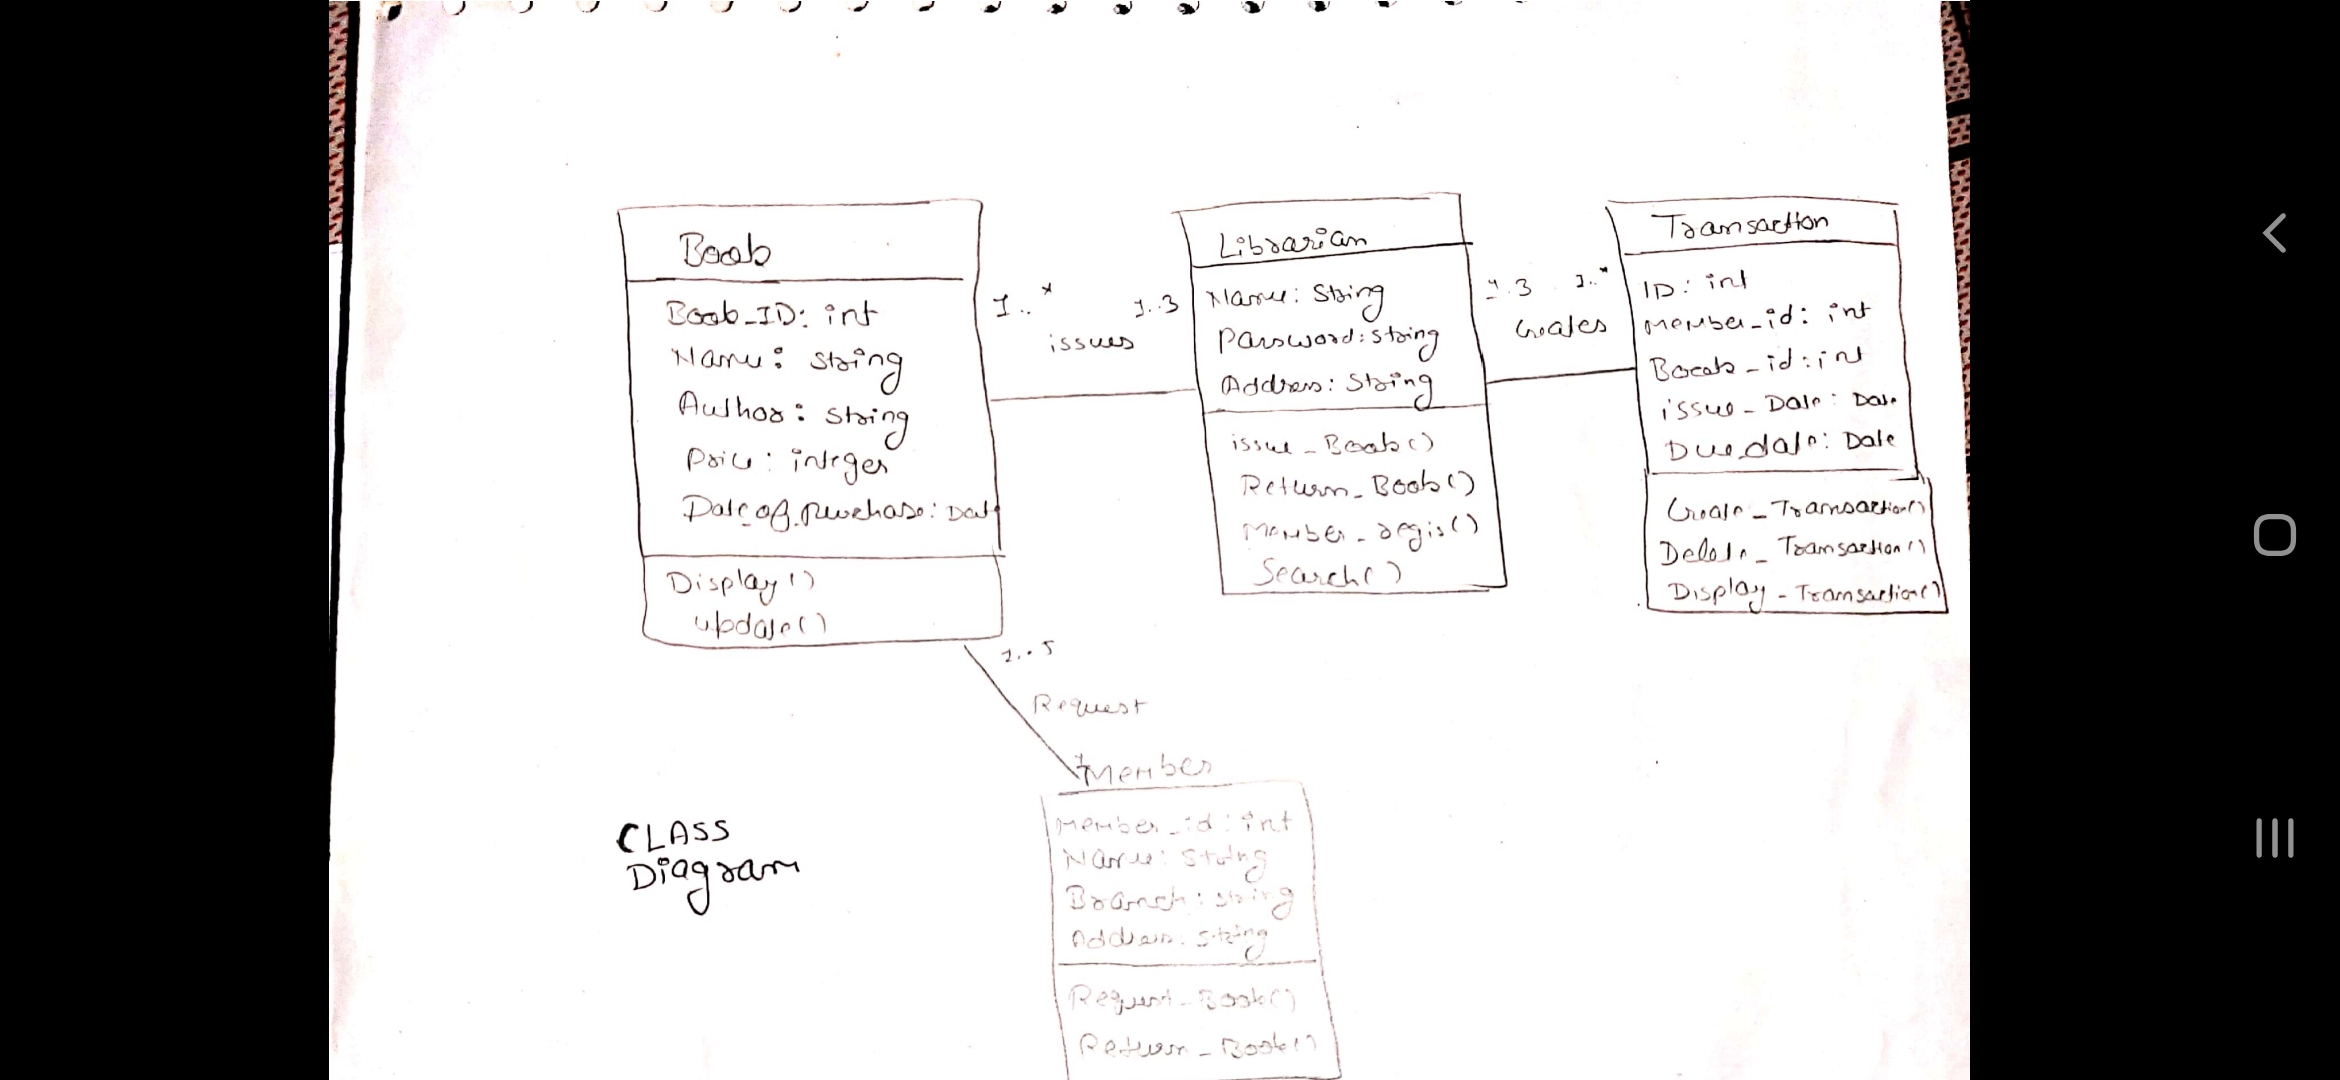 Book
Book_ID: int
Name: string
Author: string
Price: integer
Date_of_purchase: Date
Display()
update()
1..*
issues
1..3
Librarian
Name: String
Password: string
Address: String
issue_Book()
Return_Book()
Member_regis()
Search()
1..3
1..*
Creates
Transaction
ID: int
Member_id: int
Book_id: int
issue_Date: Date
Due_date: Date
Create_Transaction()
Delete_Transaction()
Display_Transaction()
1..5
Request
1
Member
Member_id: int
Name: String
Branch: string
Address: string
Request_Book()
Return_Book()
CLASS
Diagram